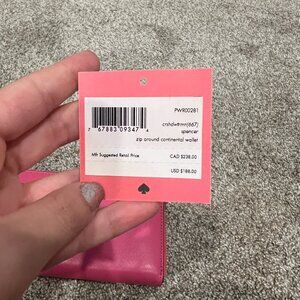 PWR00281
crshdwtrmn(667)
spencer
zip around continental wallet
7 67883 09347 4
Mfr Suggested Retail Price
CAD $238.00
USD $188.00